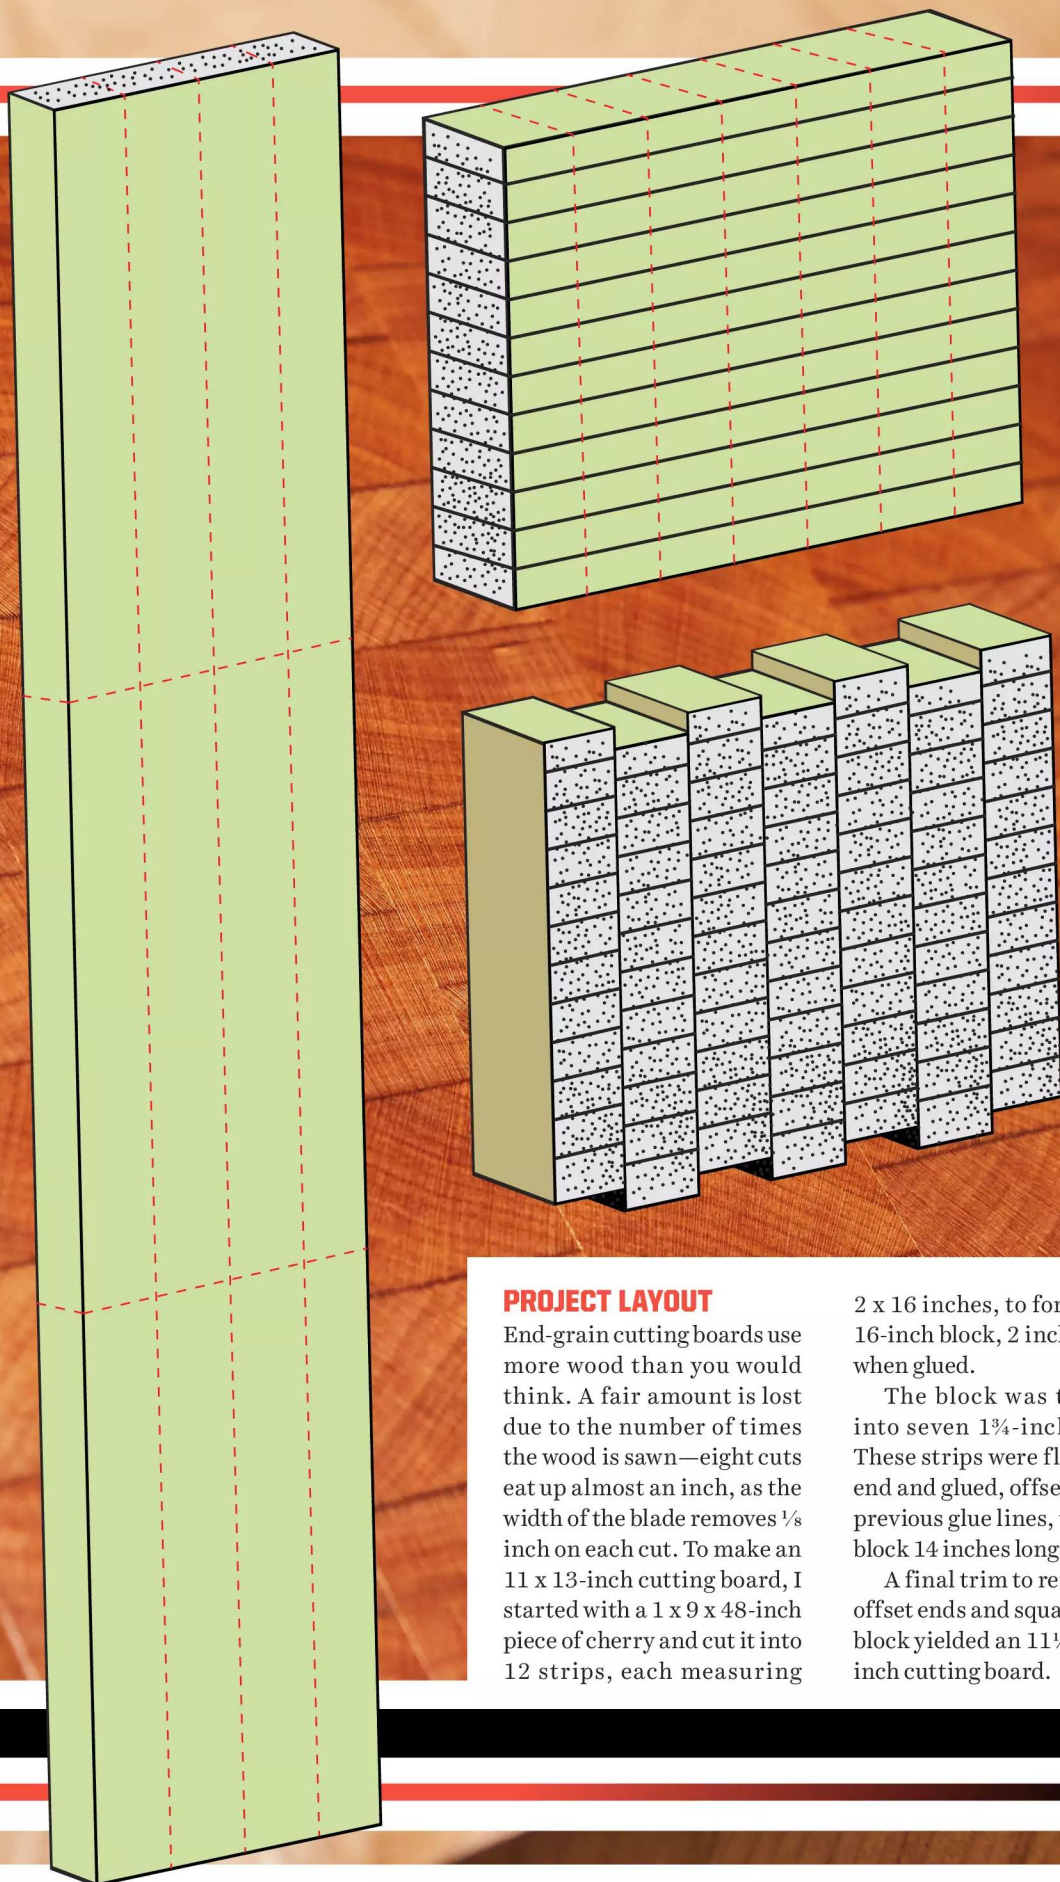 PROJECT LAYOUT
End-grain cutting boards use
more wood than you would
think. A fair amount is lost
due to the number of times
the wood is sawn—eight cuts
eat up almost an inch, as the
width of the blade removes ⅛
inch on each cut. To make an
11 x 13-inch cutting board, I
started with a 1 x 9 x 48-inch
piece of cherry and cut it into
12 strips, each measuring
2 x 16 inches, to
16-inch block, 2
when glued.
The block was
into seven 1¾-
These strips were
end and glued,
previous glue lines,
block 14 inches long
A final trim to
offset ends and
block yielded an
inch cutting board.